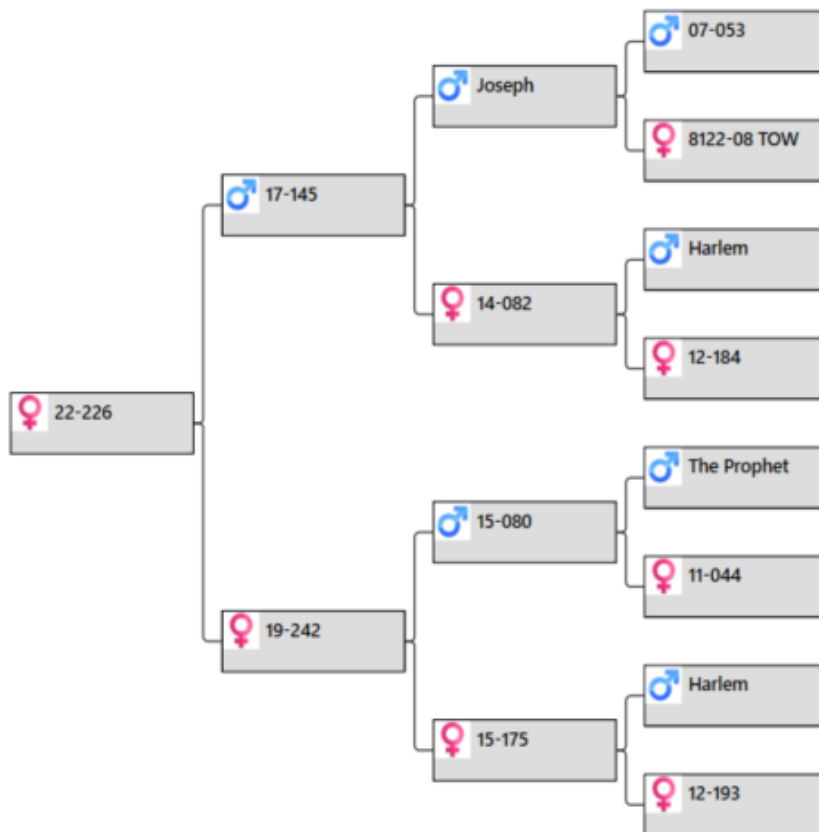 07-053
Joseph
8122-08 TOW
17-145
Harlem
14-082
12-184
22-226
The Prophet
15-080
11-044
19-242
Harlem
15-175
12-193